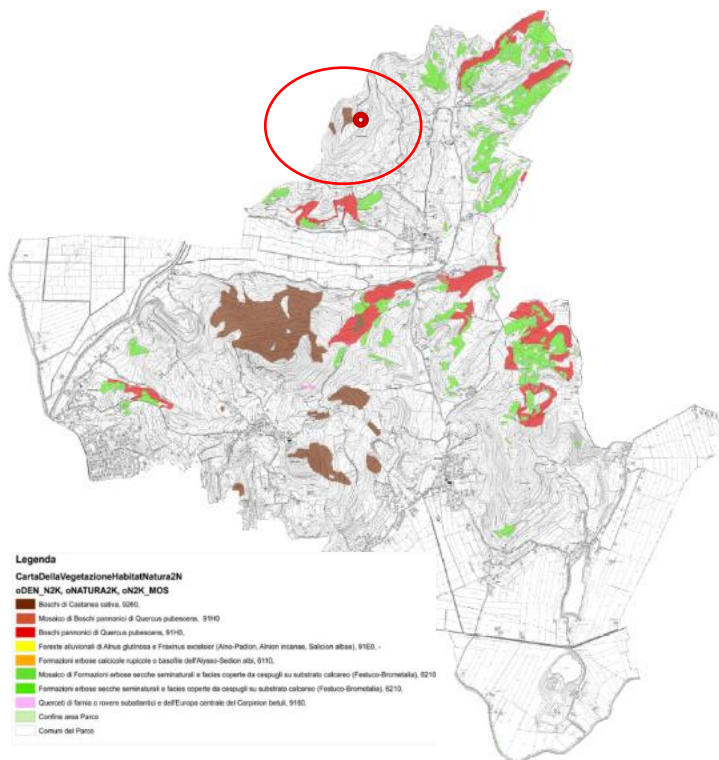 Legenda
CartaDellaVegetazioneHabitatNatura2N
oDEN_N2K, oNATURA2K, oN2K_MOS
Boschi di Castanea sativa, 9260,
Mosaico di Boschi pannonici di Quercus pubescens, 91H0
Boschi pannonici di Quercus pubescens, 91H0,
Foreste alluvionali di Alnus glutinosa e Fraxinus excelsior (Alno-Padion, Alnion incanae, Salicion albae), 91E0, -
Formazioni erbose calcicole rupicole o basofile dell'Alysso-Sedion albi, 6110,
Mosaico di Formazioni erbose secche seminaturali e facies coperte da cespugli su substrato calcareo (Festuco-Brometalia), 6210
Formazioni erbose secche seminaturali e facies coperte da cespugli su substrato calcareo (Festuco-Brometalia), 6210,
Querceti di farnia o rovere subatlantici e dell'Europa centrale del Carpinion betuli, 9160,
Confine area Parco
Comuni del Parco